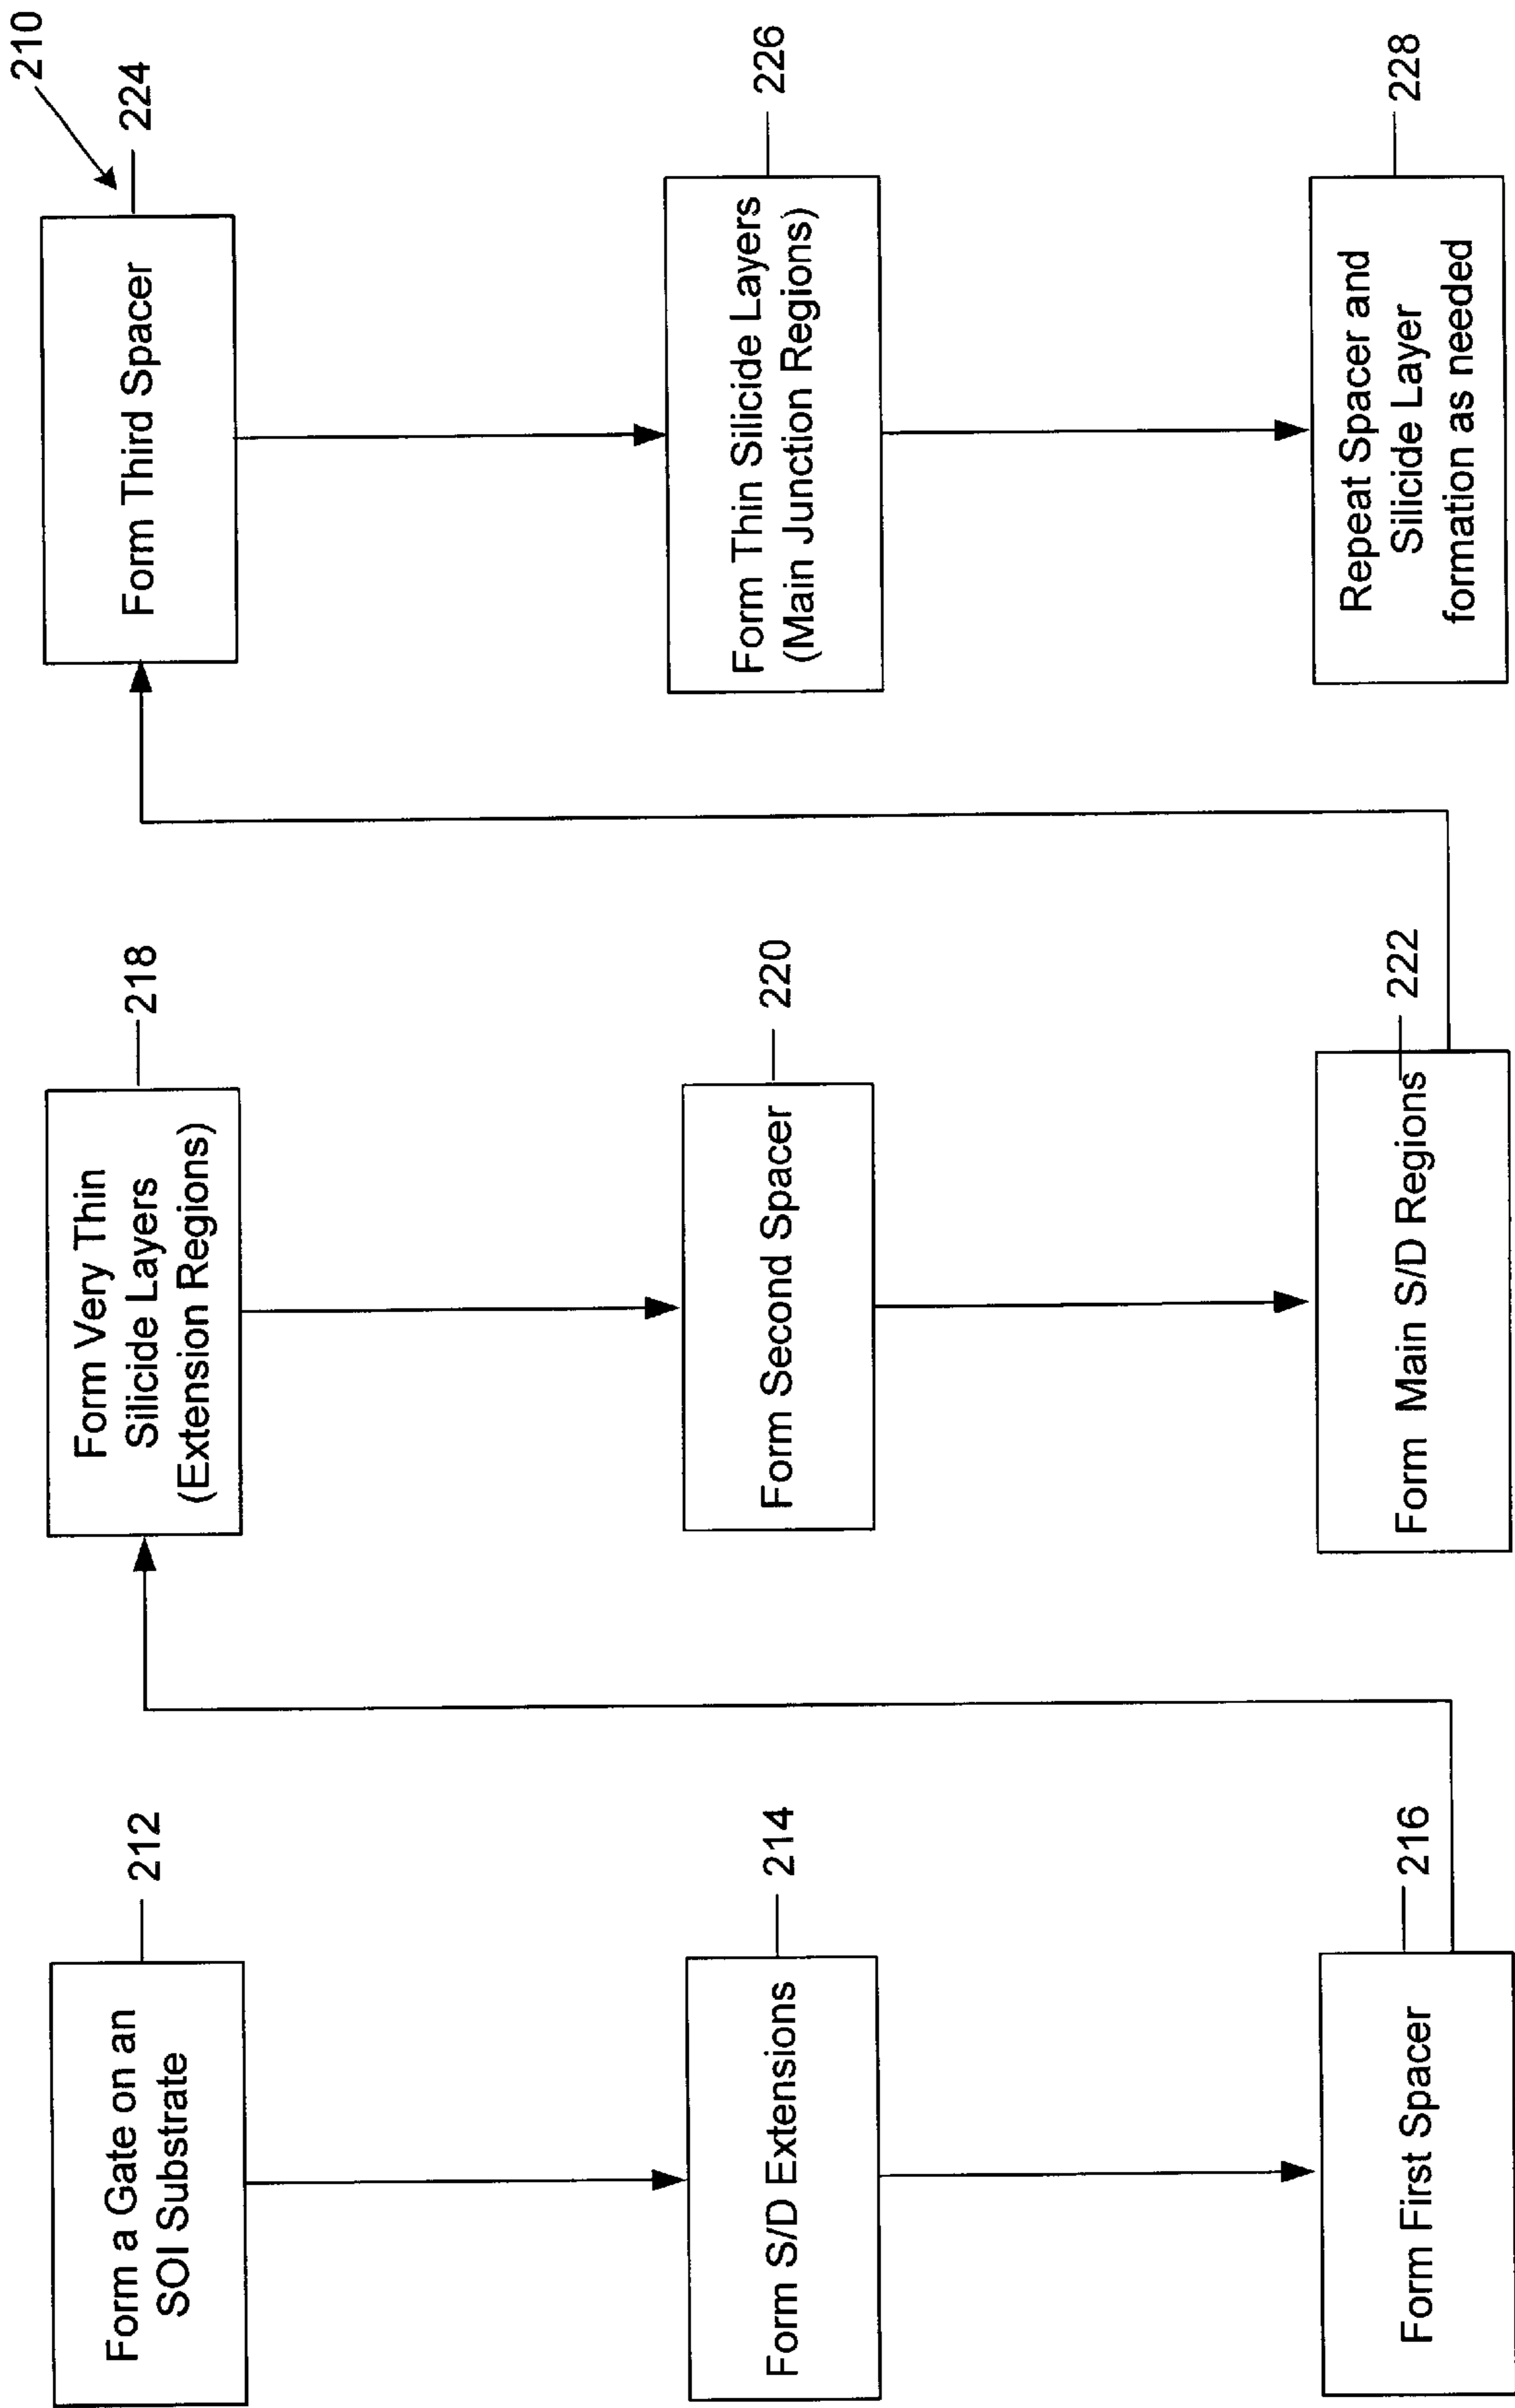 210
Form a Gate on an
SOI Substrate
212
Form S/D Extensions
214
Form First Spacer
216
Form Very Thin
Silicide Layers
(Extension Regions)
218
Form Second Spacer
220
Form Main S/D Regions
222
Form Third Spacer
224
Form Thin Silicide Layers
(Main Junction Regions)
226
Repeat Spacer and
Silicide Layer
formation as needed
228